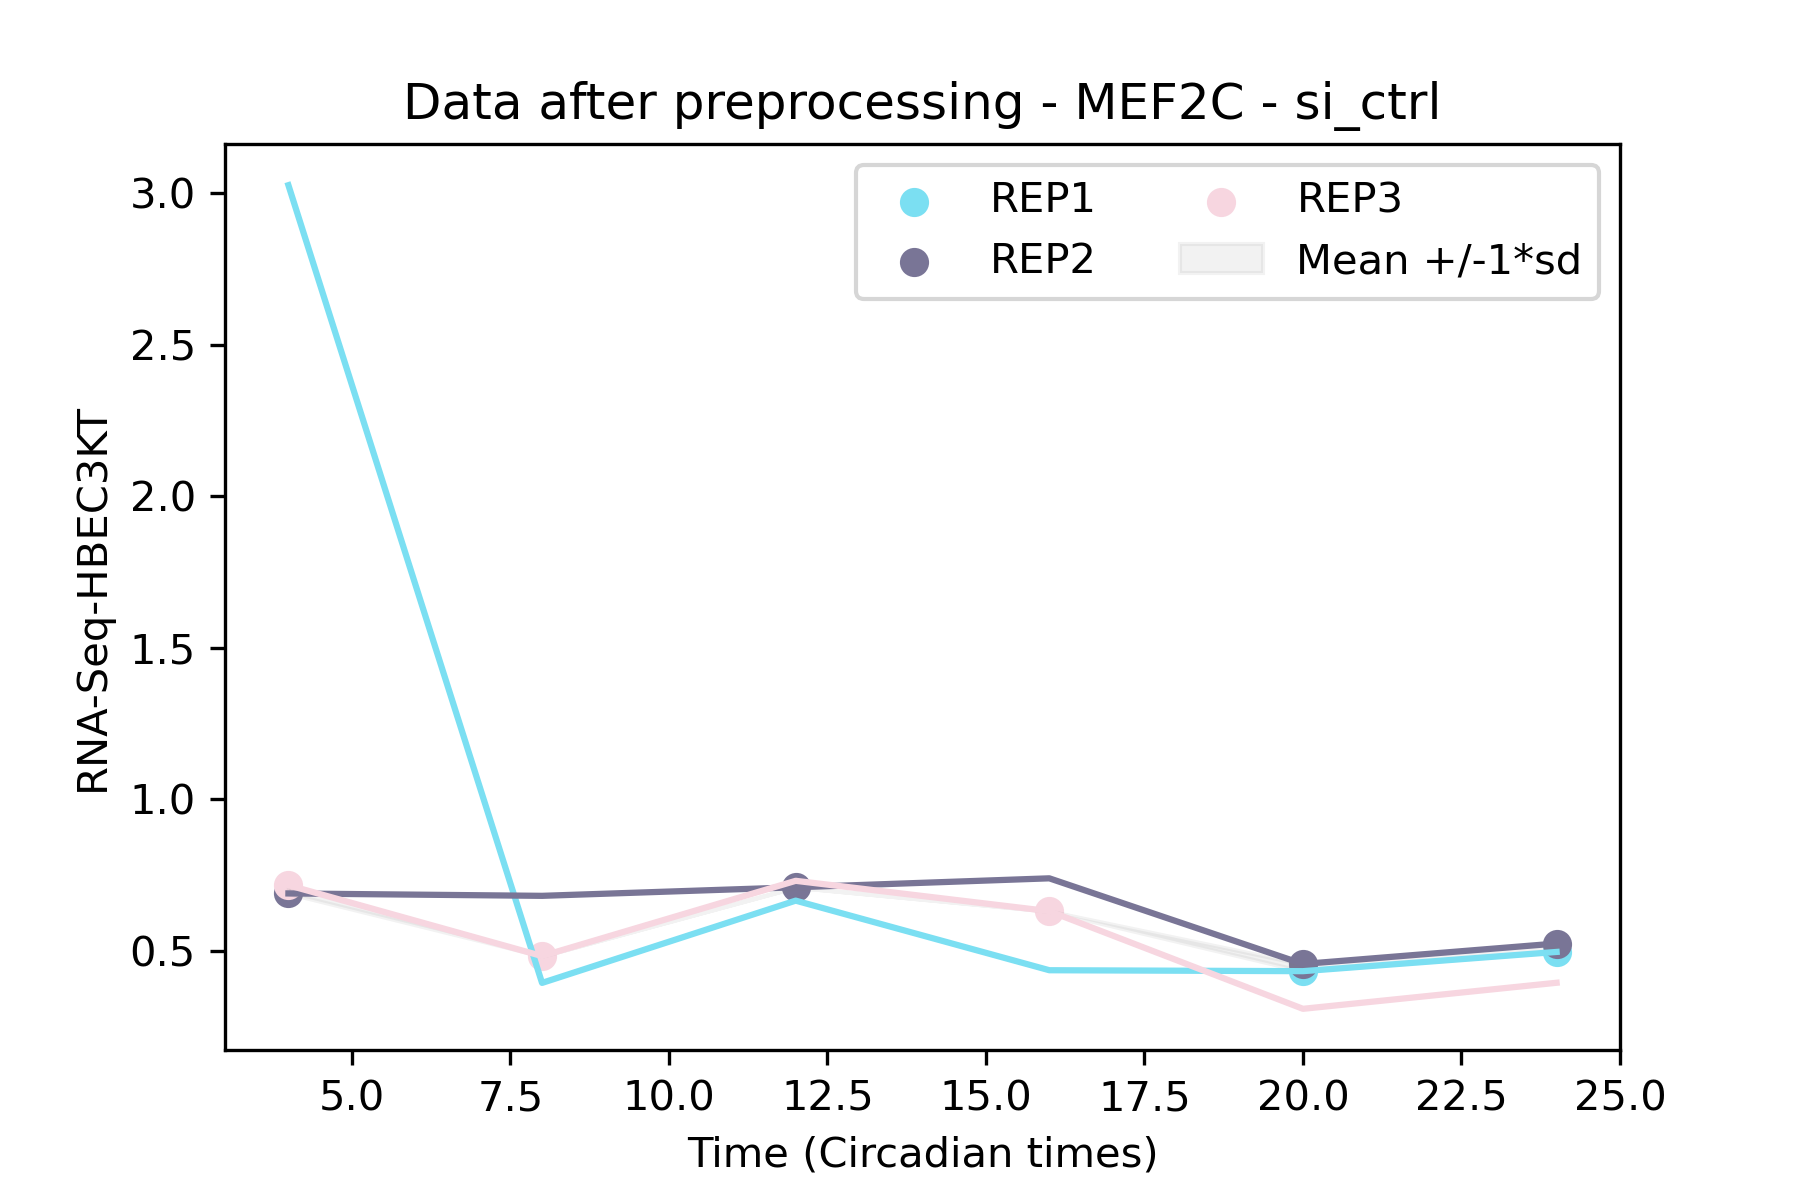 Data after preprocessing - MEF2C - si_ctrl
REP1
REP2
REP3
Mean +/-1*sd
RNA-Seq-HBEC3KT
3.0
2.5
2.0
1.5
1.0
0.5
5.0 7.5 10.0 12.5 15.0 17.5 20.0 22.5 25.0
Time (Circadian times)